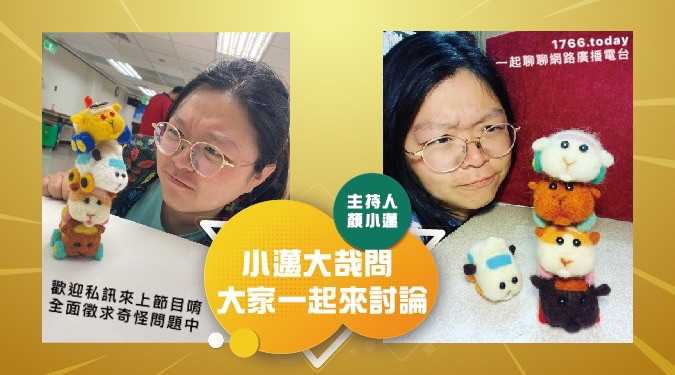 1766.today
一起聊聊網路廣播電台
主持人
顏小邁
小邁大哉問
大家一起來討論
歡迎私訊來上節目唷
全面徵求奇怪問題中